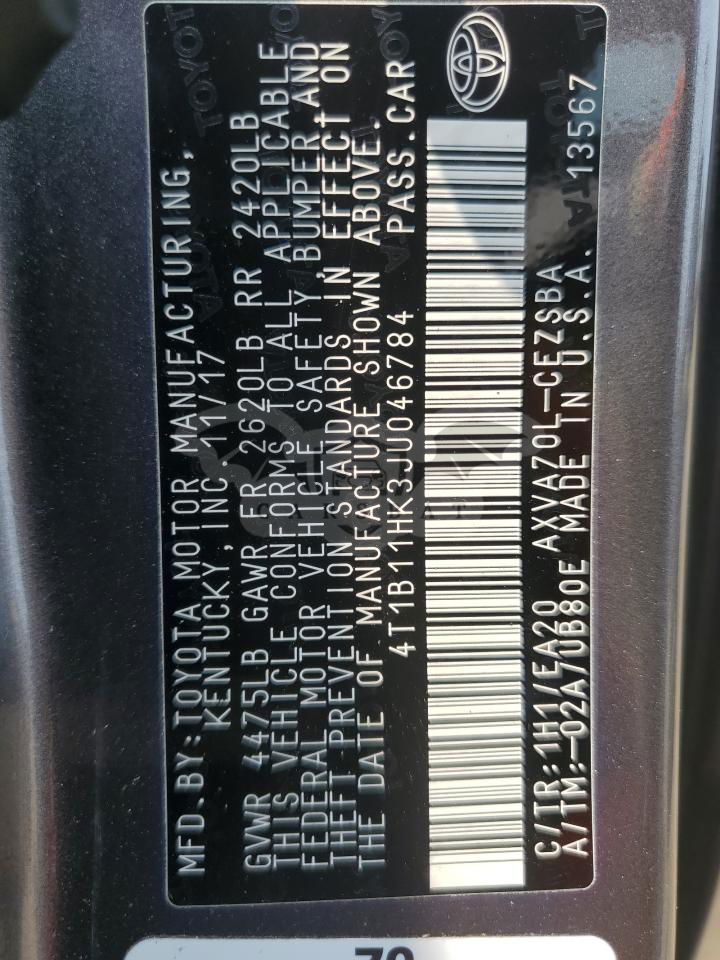 MFD.BY:TOYOTA MOTOR MANUFACTURING,
KENTUCKY, INC. 11/17
GVWR 4475LB GAWR FR 2620LB RR 2420LB
THIS VEHICLE CONFORMS TO ALL APPLICABLE
FEDERAL MOTOR VEHICLE SAFETY, BUMPER, AND
THEFT PREVENTION STANDARDS IN EFFECT ON
THE DATE OF MANUFACTURE SHOWN ABOVE.
4T1B11HK3JU046784 PASS.CAR
C/TR: 1H1/EA20 AXVA70L-CEZSBA
A/TM:-02A/UB80E MADE IN U.S.A. 13567